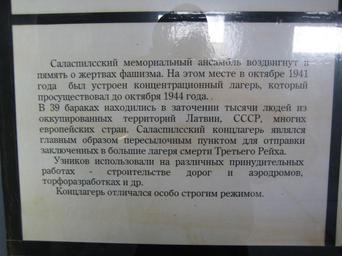 Саласпилсский мемориальный ансамбль воздвигнут в
память о жертвах фашизма. На этом месте в октябре 1941
года был устроен концентрационный лагерь, который
просуществовал до октября 1944 года.
В 39 бараках находились в заточении тысячи людей из
оккупированных территорий Латвии, СССР, многих
европейских стран. Саласпилсский концлагерь являлся
главным образом пересылочным пунктом для отправки
заключенных в большие лагеря смерти Третьего Рейха.
Узников использовали на различных принудительных
работах - строительстве дорог и аэродромов,
торфоразработках и др.
Концлагерь отличался особо строгим режимом.